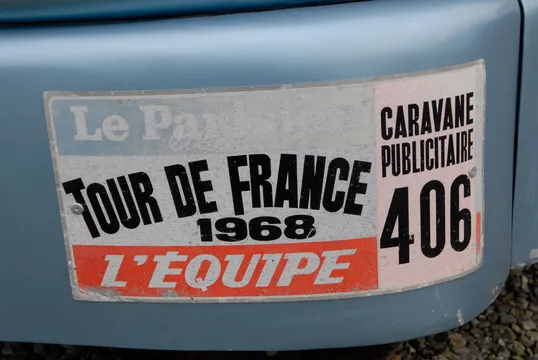 Le Parisien
TOUR DE FRANCE
1968
L'ÉQUIPE
CARAVANE
PUBLICITAIRE
406